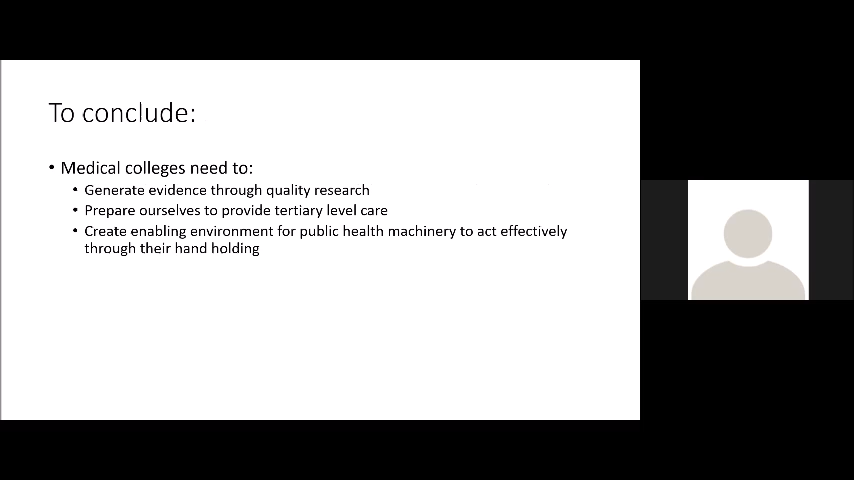 To conclude:
• Medical colleges need to:
• Generate evidence through quality research
• Prepare ourselves to provide tertiary level care
• Create enabling environment for public health machinery to act effectively
through their hand holding